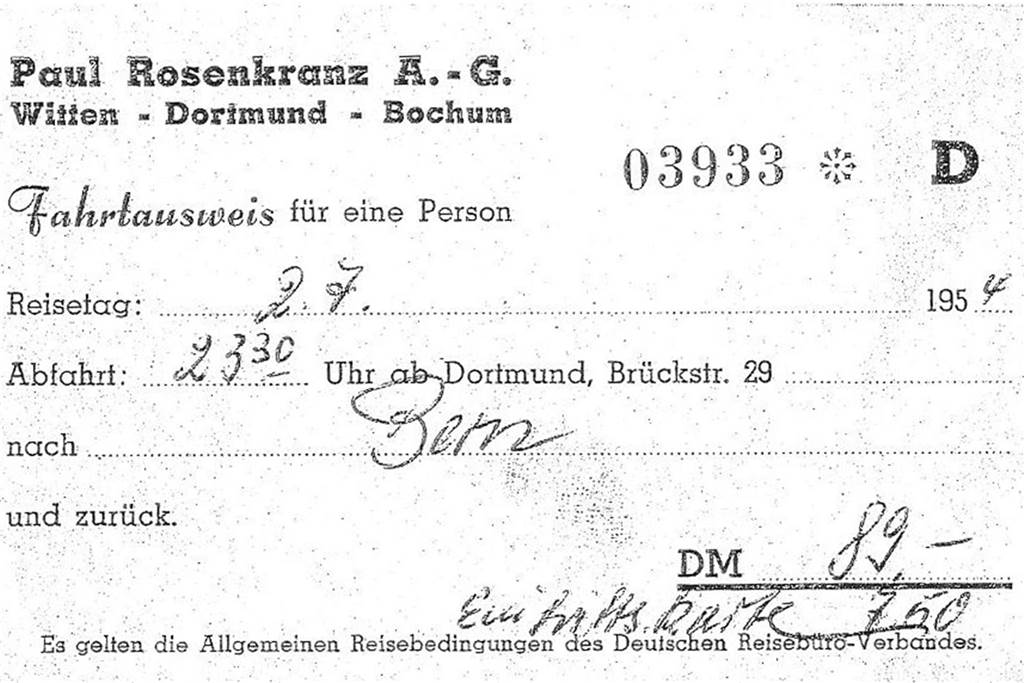 Paul Rosenkranz A.-G.
Witten - Dortmund - Bochum
03933 * D
Fahrtausweis für eine Person
Reisetag: 2. 7. 1954
Abfahrt: 23 30 Uhr ab Dortmund, Brückstr. 29
nach Bern
und zurück.
DM 89,-
Eintrittskarte 7 50
Es gelten die Allgemeinen Reisebedingungen des Deutschen Reisebüro-Verbandes.